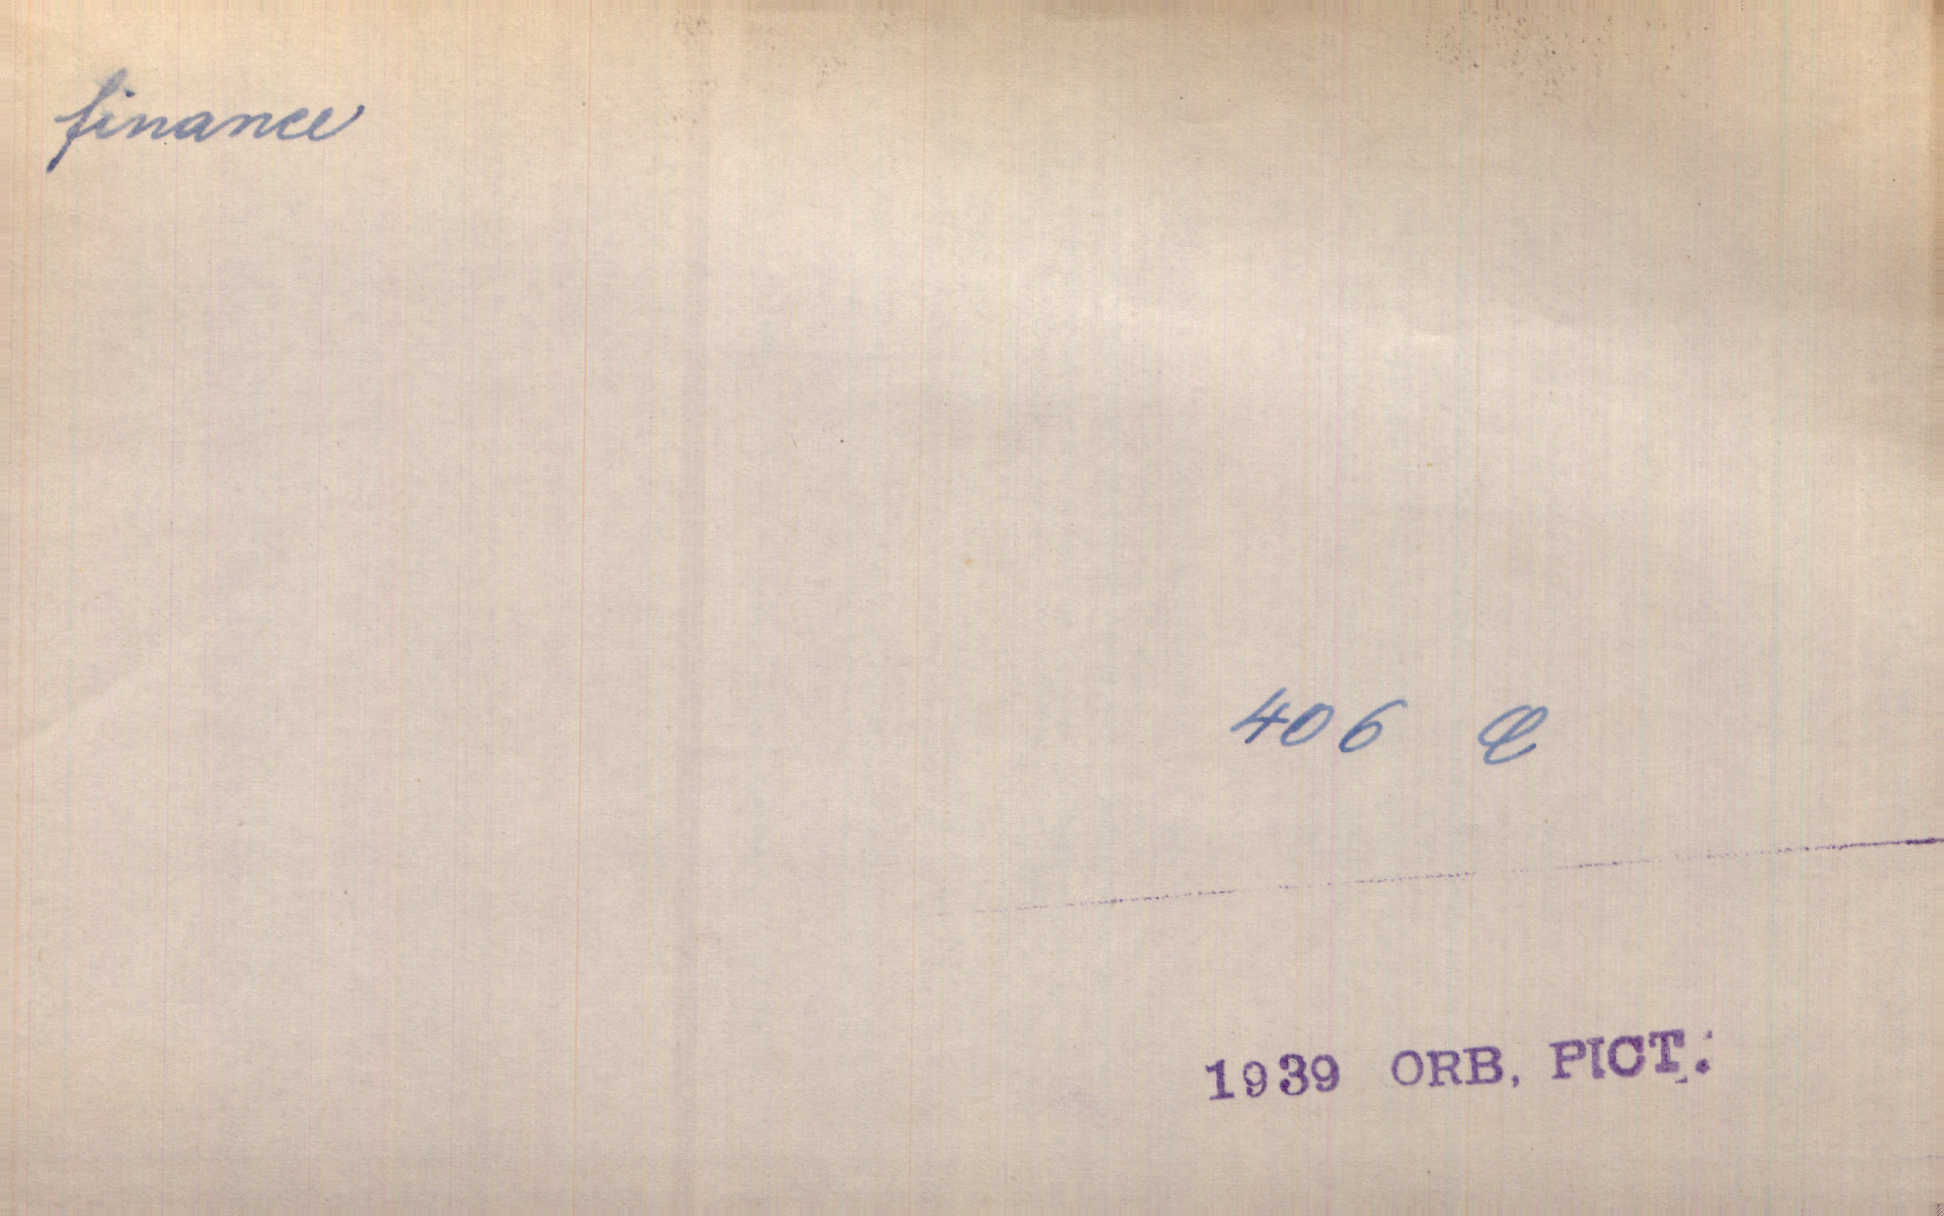 finance
406 Q
1939 ORB. PICT.